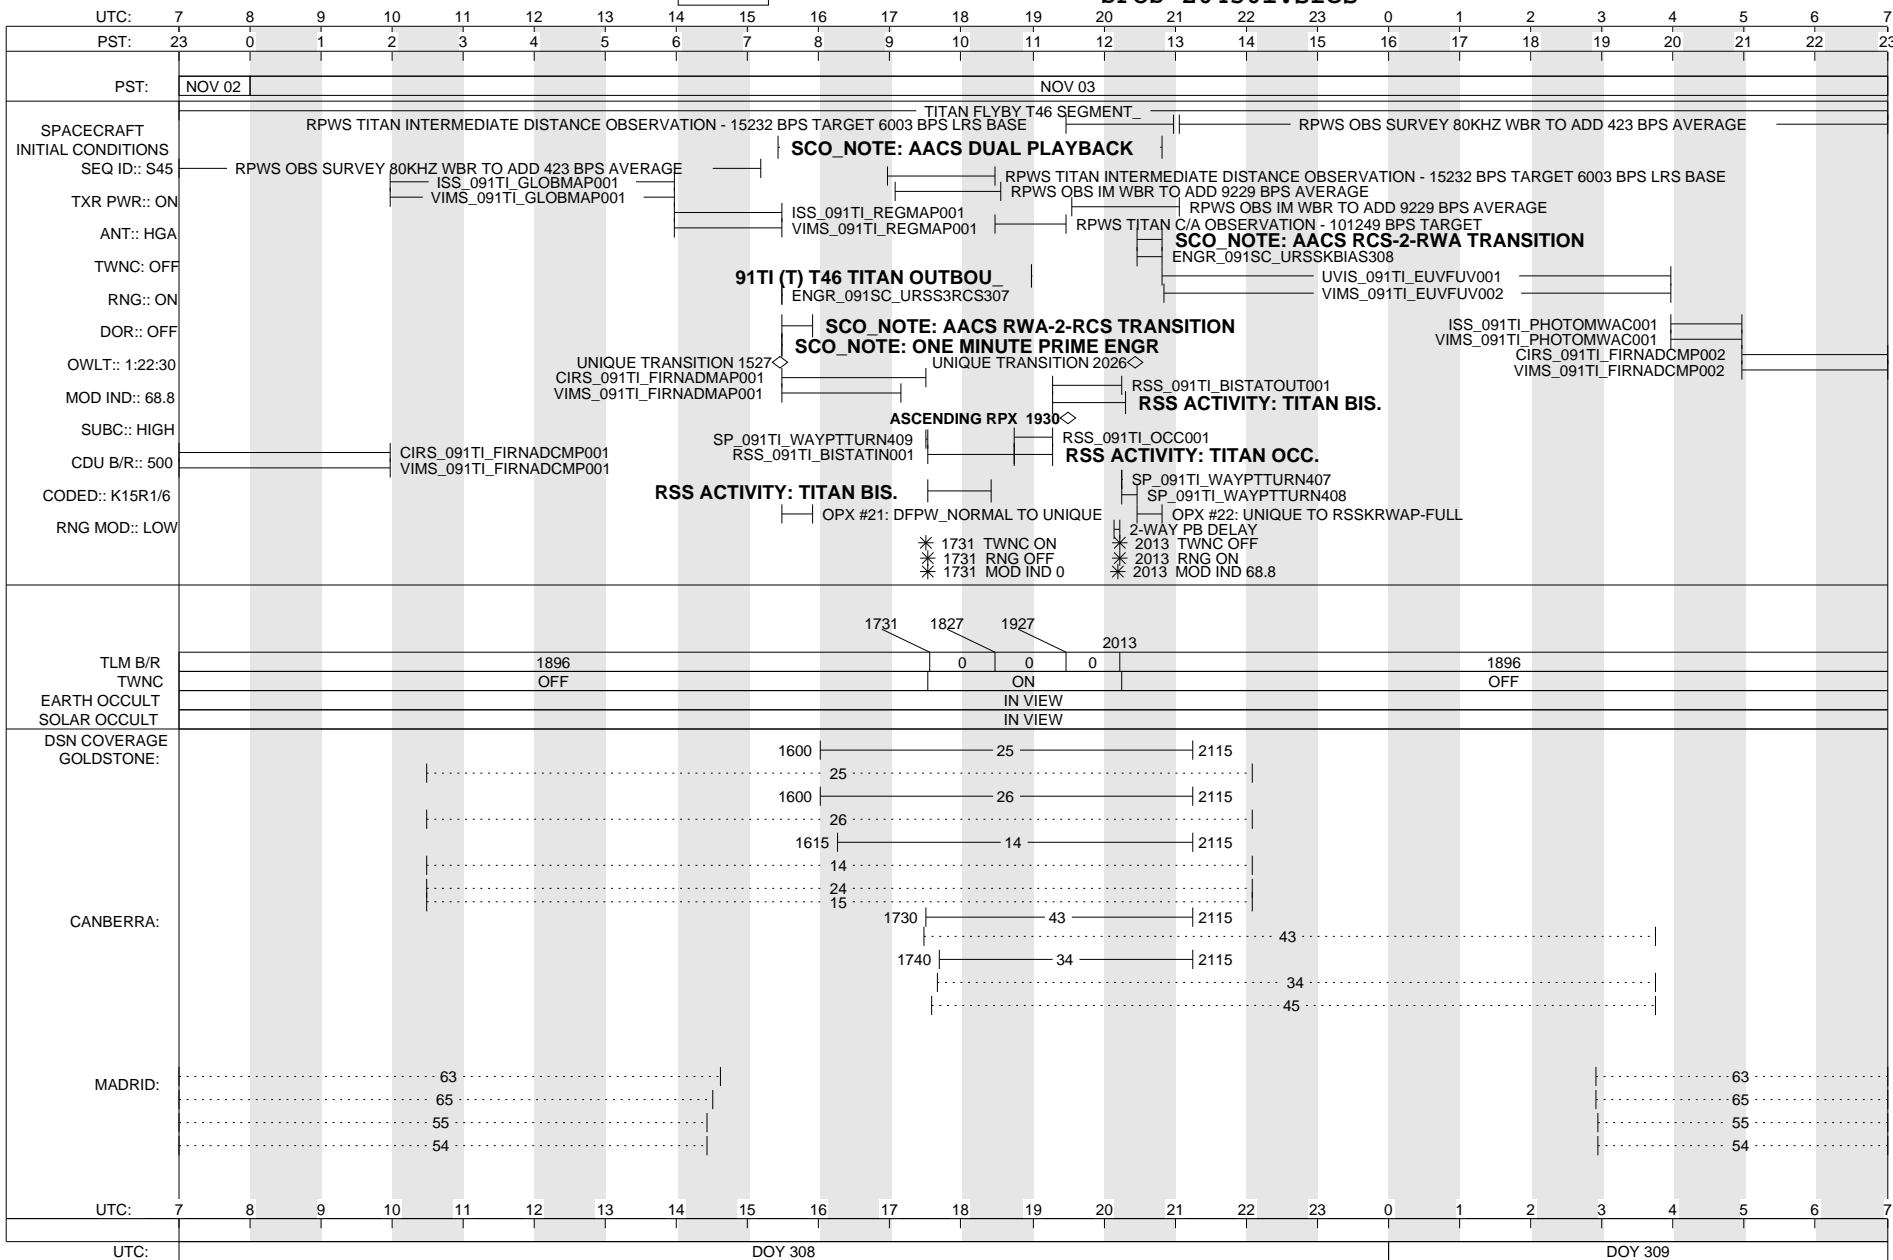 UTC: 7 8 9 10 11 12 13 14 15 16 17 18 19 20 21 22 23 0 1 2 3 4 5 6 7
PST: 23 0 1 2 3 4 5 6 7 8 9 10 11 12 13 14 15 16 17 18 19 20 21 22 23
PST: NOV 02 NOV 03
TITAN FLYBY T46 SEGMENT_
SPACECRAFT RPWS TITAN INTERMEDIATE DISTANCE OBSERVATION - 15232 BPS TARGET 6003 BPS LRS BASE RPWS OBS SURVEY 80KHZ WBR TO ADD 423 BPS AVERAGE
INITIAL CONDITIONS SCO_NOTE: AACS DUAL PLAYBACK
SEQ ID:: S45 RPWS OBS SURVEY 80KHZ WBR TO ADD 423 BPS AVERAGE
RPWS TITAN INTERMEDIATE DISTANCE OBSERVATION - 15232 BPS TARGET 6003 BPS LRS BASE
ISS_091TI_GLOBMAP001
RPWS OBS IM WBR TO ADD 9229 BPS AVERAGE
VIMS_091TI_GLOBMAP001
TXR PWR:: ON RPWS OBS IM WBR TO ADD 9229 BPS AVERAGE
ISS_091TI_REGMAP001
VIMS_091TI_REGMAP001 RPWS TITAN C/A OBSERVATION - 101249 BPS TARGET
ANT:: HGA SCO_NOTE: AACS RCS-2-RWA TRANSITION
ENGR_091SC_URSSKBIAS308
TWNC: OFF 91TI (T) T46 TITAN OUTBOU_ UVIS_091TI_EUVFUV001
RNG:: ON ENGR_091SC_URSS3RCS307 VIMS_091TI_EUVFUV002
DOR:: OFF SCO_NOTE: AACS RWA-2-RCS TRANSITION ISS_091TI_PHOTOMWAC001
VIMS_091TI_PHOTOMWAC001
SCO_NOTE: ONE MINUTE PRIME ENGR
CIRS_091TI_FIRNADCMP002
OWLT:: 1:22:30 UNIQUE TRANSITION 1527 UNIQUE TRANSITION 2026
VIMS_091TI_FIRNADCMP002
CIRS_091TI_FIRNADMAP001
RSS_091TI_BISTATOUT001
VIMS_091TI_FIRNADMAP001
MOD IND:: 68.8 RSS ACTIVITY: TITAN BIS.
ASCENDING RPX 1930
SUBC:: HIGH SP_091TI_WAYPTTURN409 RSS_091TI_OCC001
CIRS_091TI_FIRNADCMP001 RSS_091TI_BISTATIN001 RSS ACTIVITY: TITAN OCC.
CDU B/R:: 500 VIMS_091TI_FIRNADCMP001
SP_091TI_WAYPTTURN407
RSS ACTIVITY: TITAN BIS.
CODED:: K15R1/6 SP_091TI_WAYPTTURN408
OPX #21: DFPW_NORMAL TO UNIQUE OPX #22: UNIQUE TO RSSKRWAP-FULL
RNG MOD:: LOW 2-WAY PB DELAY
1731 TWNC ON 2013 TWNC OFF
1731 RNG OFF 2013 RNG ON
1731 MOD IND 0 2013 MOD IND 68.8
1731 1827 1927
2013
TLM B/R 1896 0 0 0 1896
TWNC OFF ON OFF
EARTH OCCULT IN VIEW
SOLAR OCCULT IN VIEW
DSN COVERAGE
GOLDSTONE: 1600 25 2115
25
1600 26 2115
26
1615 14 2115
14
24
15
CANBERRA: 1730 43 2115
43
1740 34 2115
34
45
MADRID: 63 63
65 65
55 55
54 54
UTC: 7 8 9 10 11 12 13 14 15 16 17 18 19 20 21 22 23 0 1 2 3 4 5 6 7
UTC: DOY 308 DOY 309